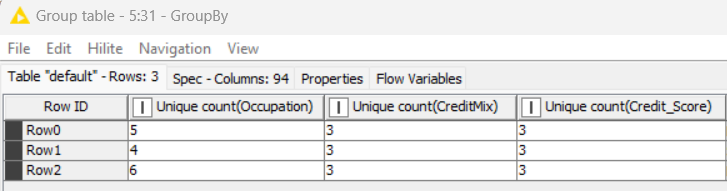 Group table - 5:31 - GroupBy
File Edit Hilite Navigation View
Table "default" - Rows: 3 Spec - Columns: 94 Properties Flow Variables
Row ID I Unique count(Occupation) I Unique count(CreditMix) I Unique count(Credit_Score)
Row0 5 3 3
Row1 4 3 3
Row2 6 3 3